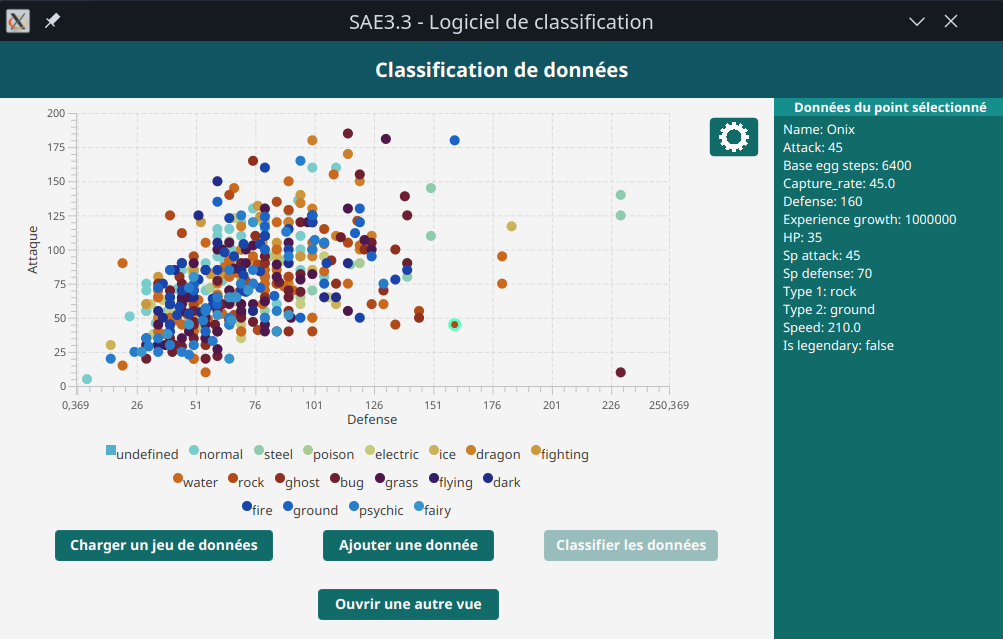 SAE3.3 - Logiciel de classification
Classification de données
200
175
150
125
100
75
50
25
0
Attaque
0,369 26 51 76 101 126 151 176 201 226 250,369
Defense
undefined normal steel poison electric ice dragon fighting
water rock ghost bug grass flying dark
fire ground psychic fairy
Charger un jeu de données
Ajouter une donnée
Classifier les données
Ouvrir une autre vue
Données du point sélectionné
Name: Onix
Attack: 45
Base egg steps: 6400
Capture_rate: 45.0
Defense: 160
Experience growth: 1000000
HP: 35
Sp attack: 45
Sp defense: 70
Type 1: rock
Type 2: ground
Speed: 210.0
Is legendary: false